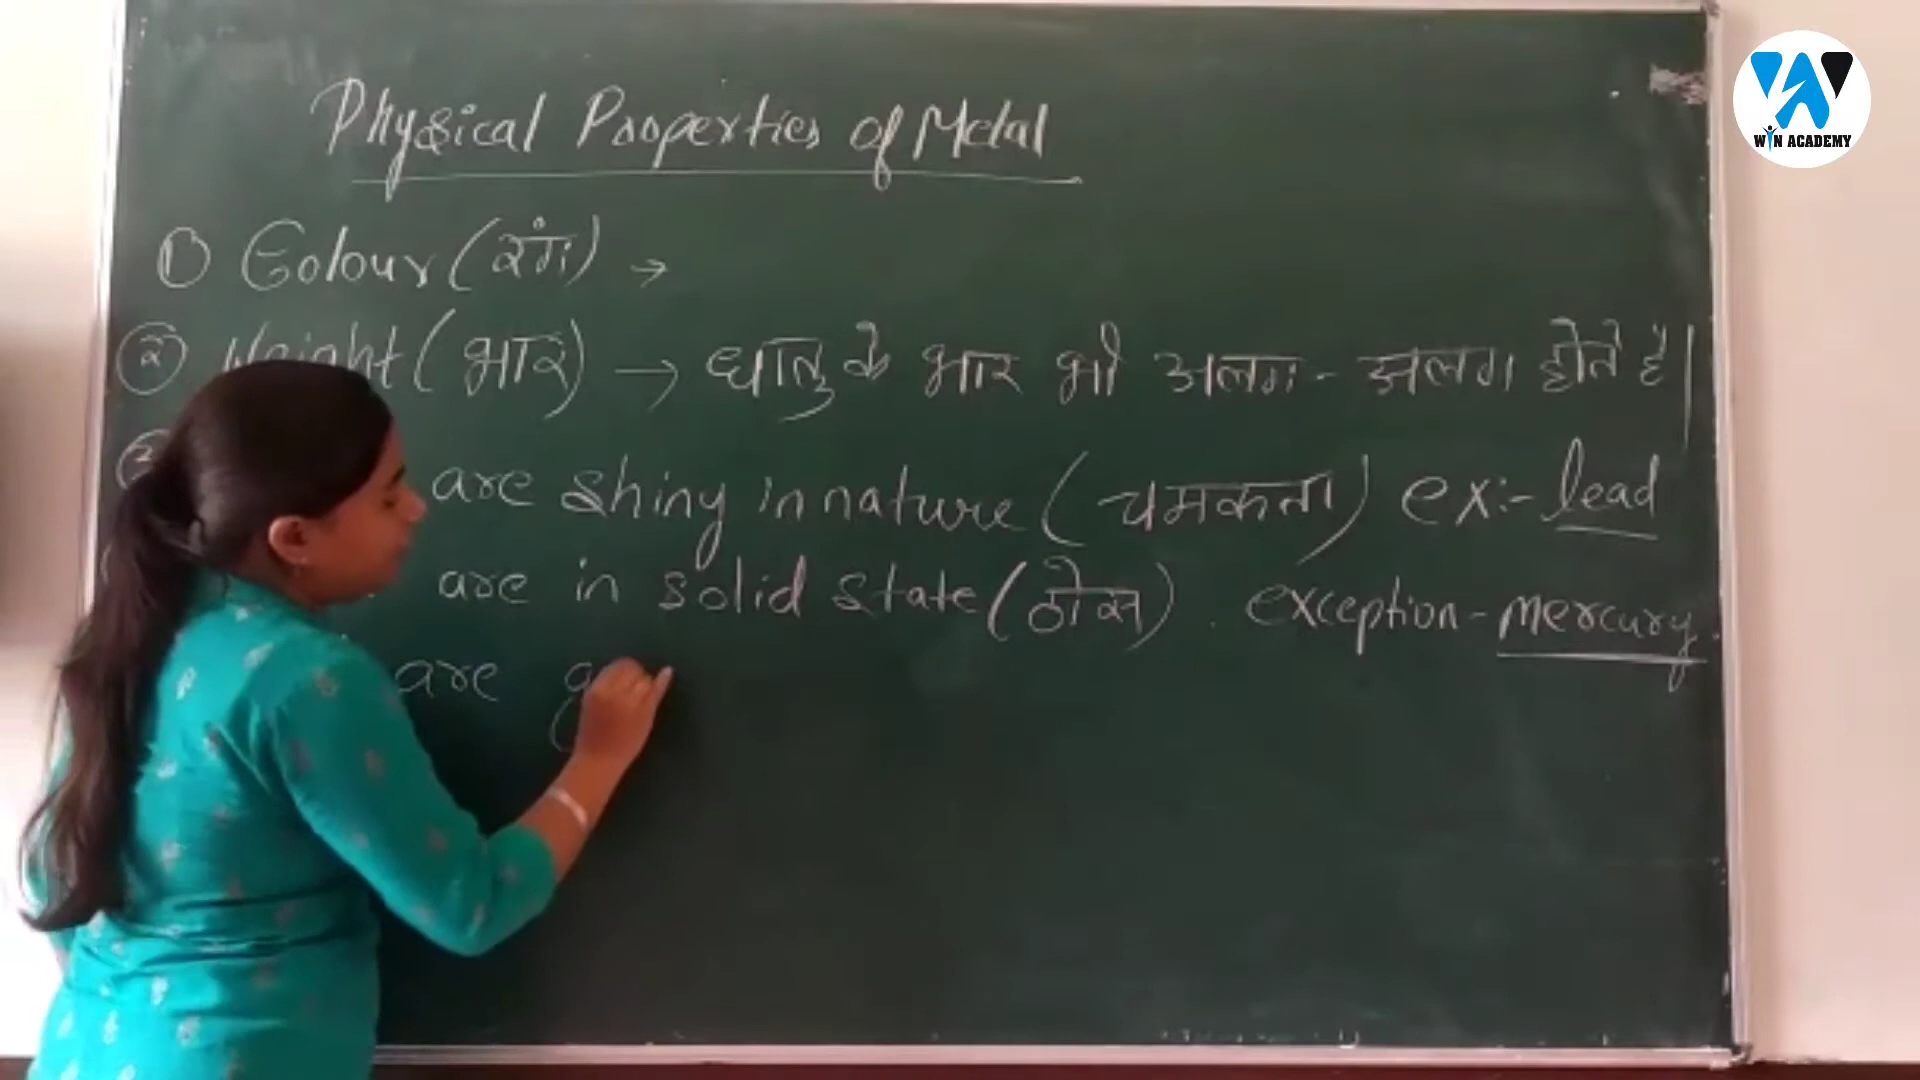 Physical Properties of Metal
① Colour (रंग) →
② Weight (भार) → धातु के भार भी अलग - अलग होते है।
are shiny in nature (चमकता) ex:- lead
are in solid state (ठोस). exception - Mercury.
are g
WIN ACADEMY